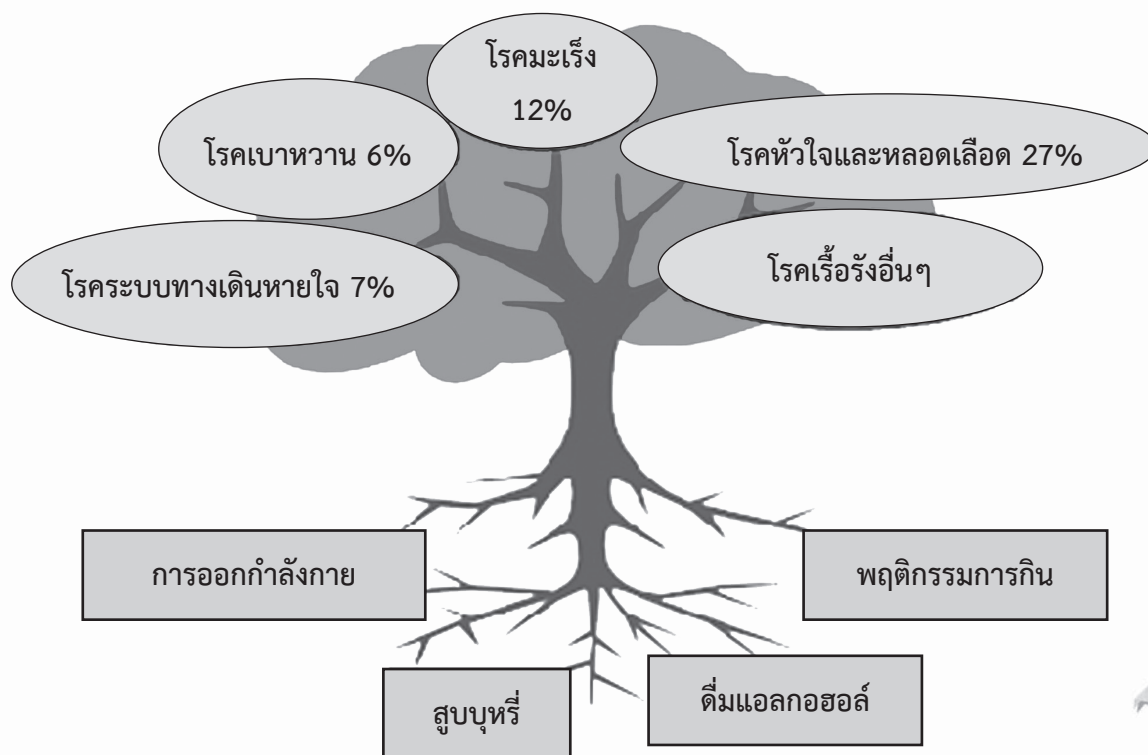 โรคมะเร็ง
12%
โรคเบาหวาน 6%
โรคหัวใจและหลอดเลือด 27%
โรคระบบทางเดินหายใจ 7%
โรคเรื้อรังอื่นๆ
การออกกำลังกาย
พฤติกรรมการกิน
สูบบุหรี่
ดื่มแอลกอฮอล์